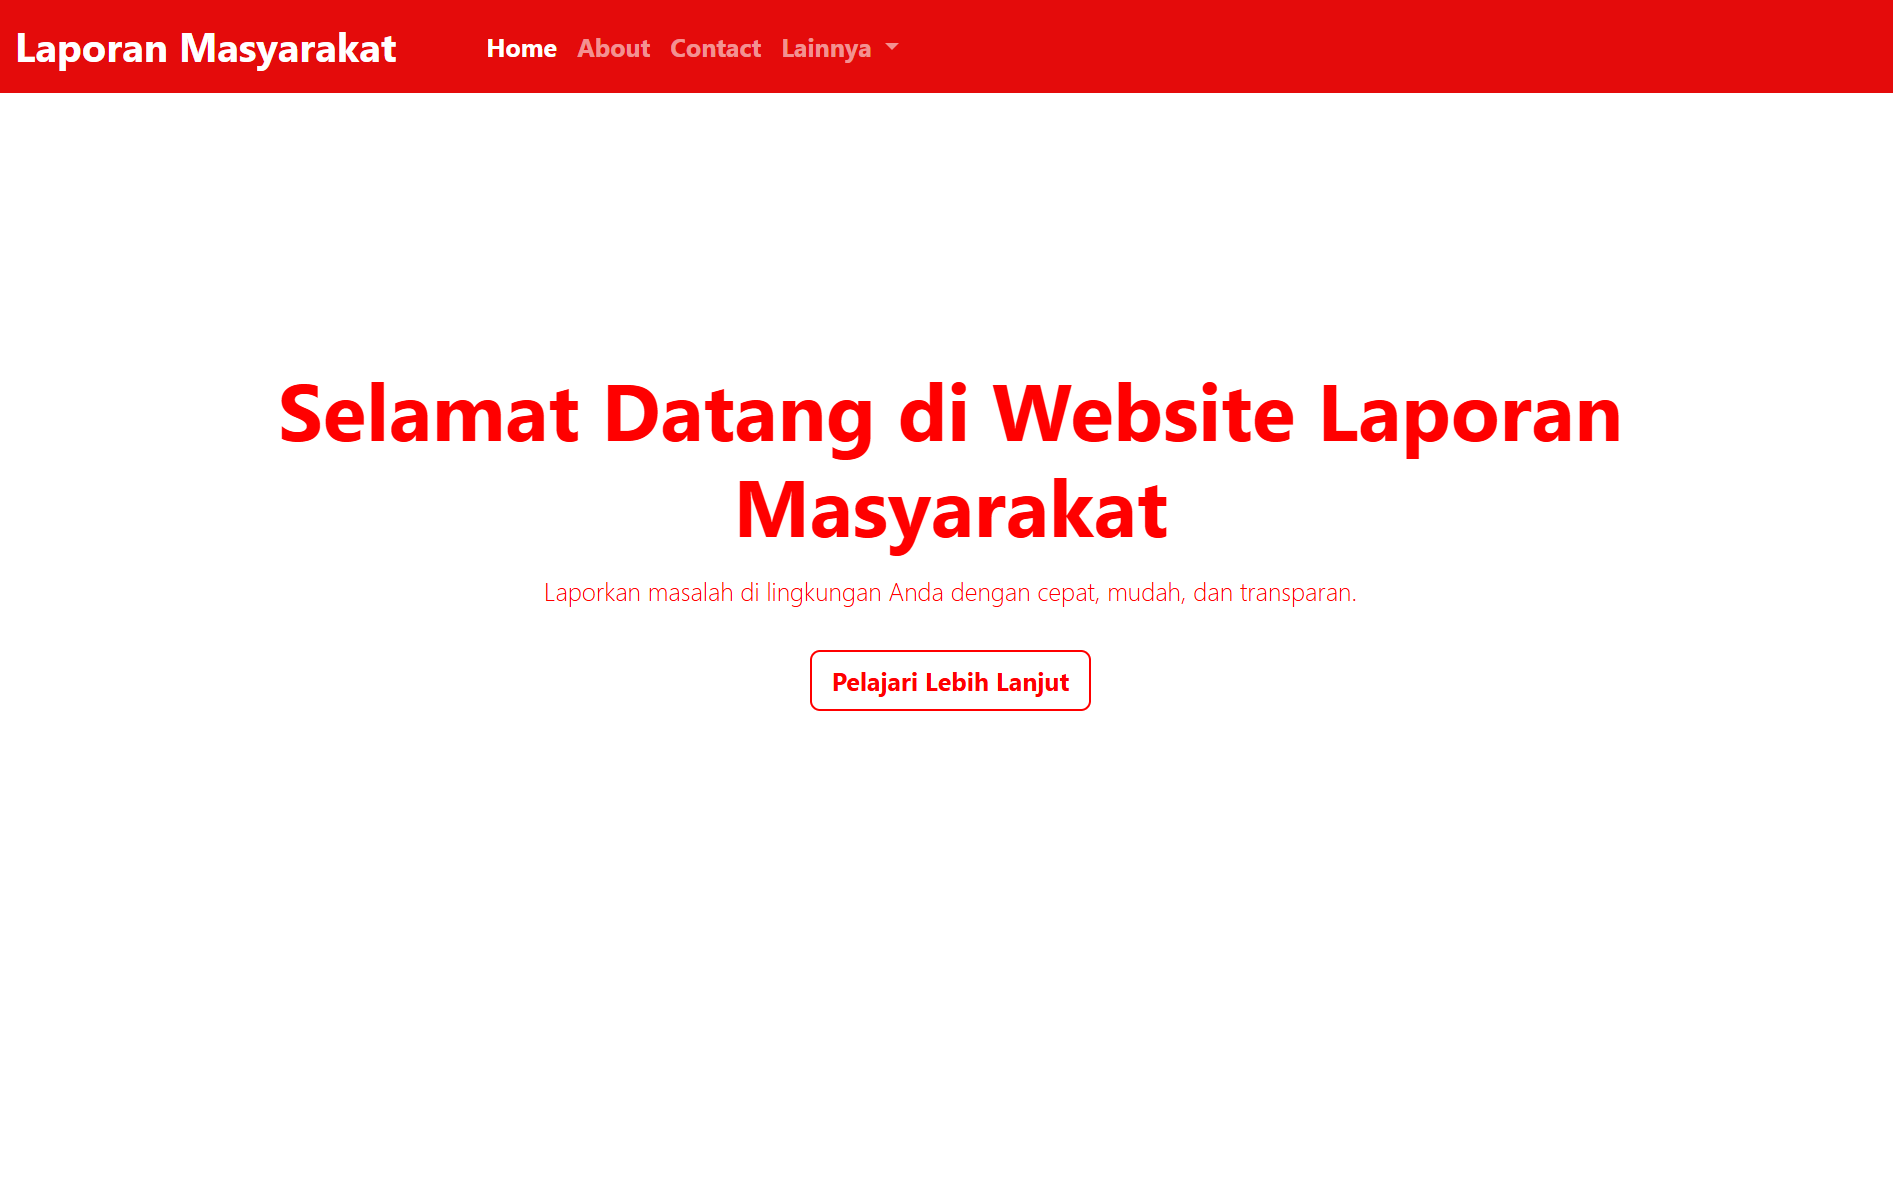 Laporan Masyarakat Home About Contact Lainnya
Selamat Datang di Website Laporan
Masyarakat
Laporkan masalah di lingkungan Anda dengan cepat, mudah, dan transparan.
Pelajari Lebih Lanjut